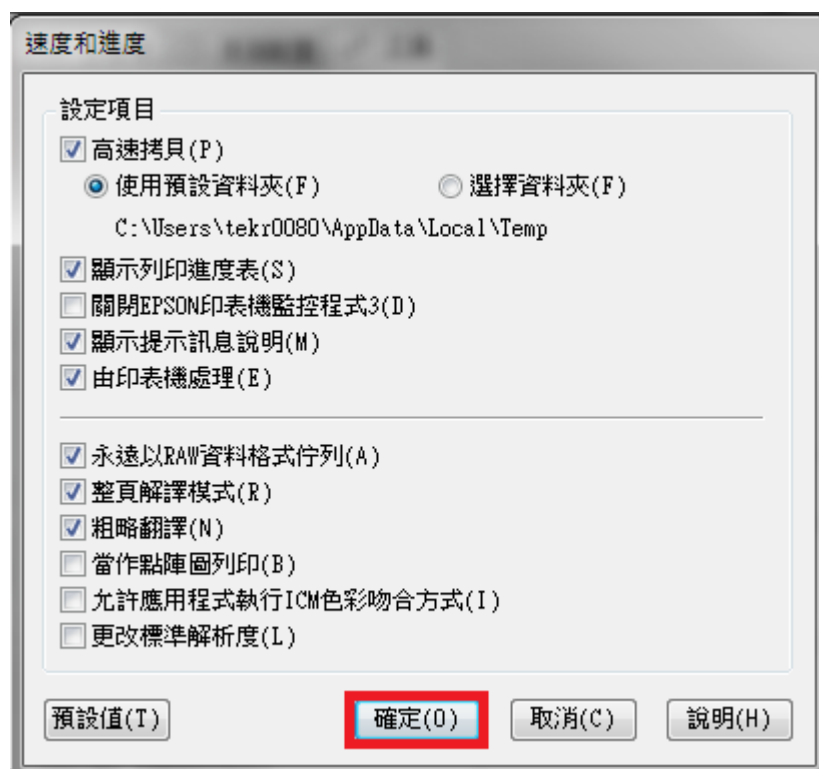 速度和進度
設定項目
高速拷貝(P)
使用預設資料夾(F) 選擇資料夾(F)
C:\Users\tekr0080\AppData\Local\Temp
顯示列印進度表(S)
關閉EPSON印表機監控程式3(D)
顯示提示訊息說明(M)
由印表機處理(E)
永遠以RAW資料格式佇列(A)
整頁解譯模式(R)
粗略翻譯(N)
當作點陣圖列印(B)
允許應用程式執行ICM色彩吻合方式(I)
更改標準解析度(L)
預設值(T) 確定(O) 取消(C) 說明(H)